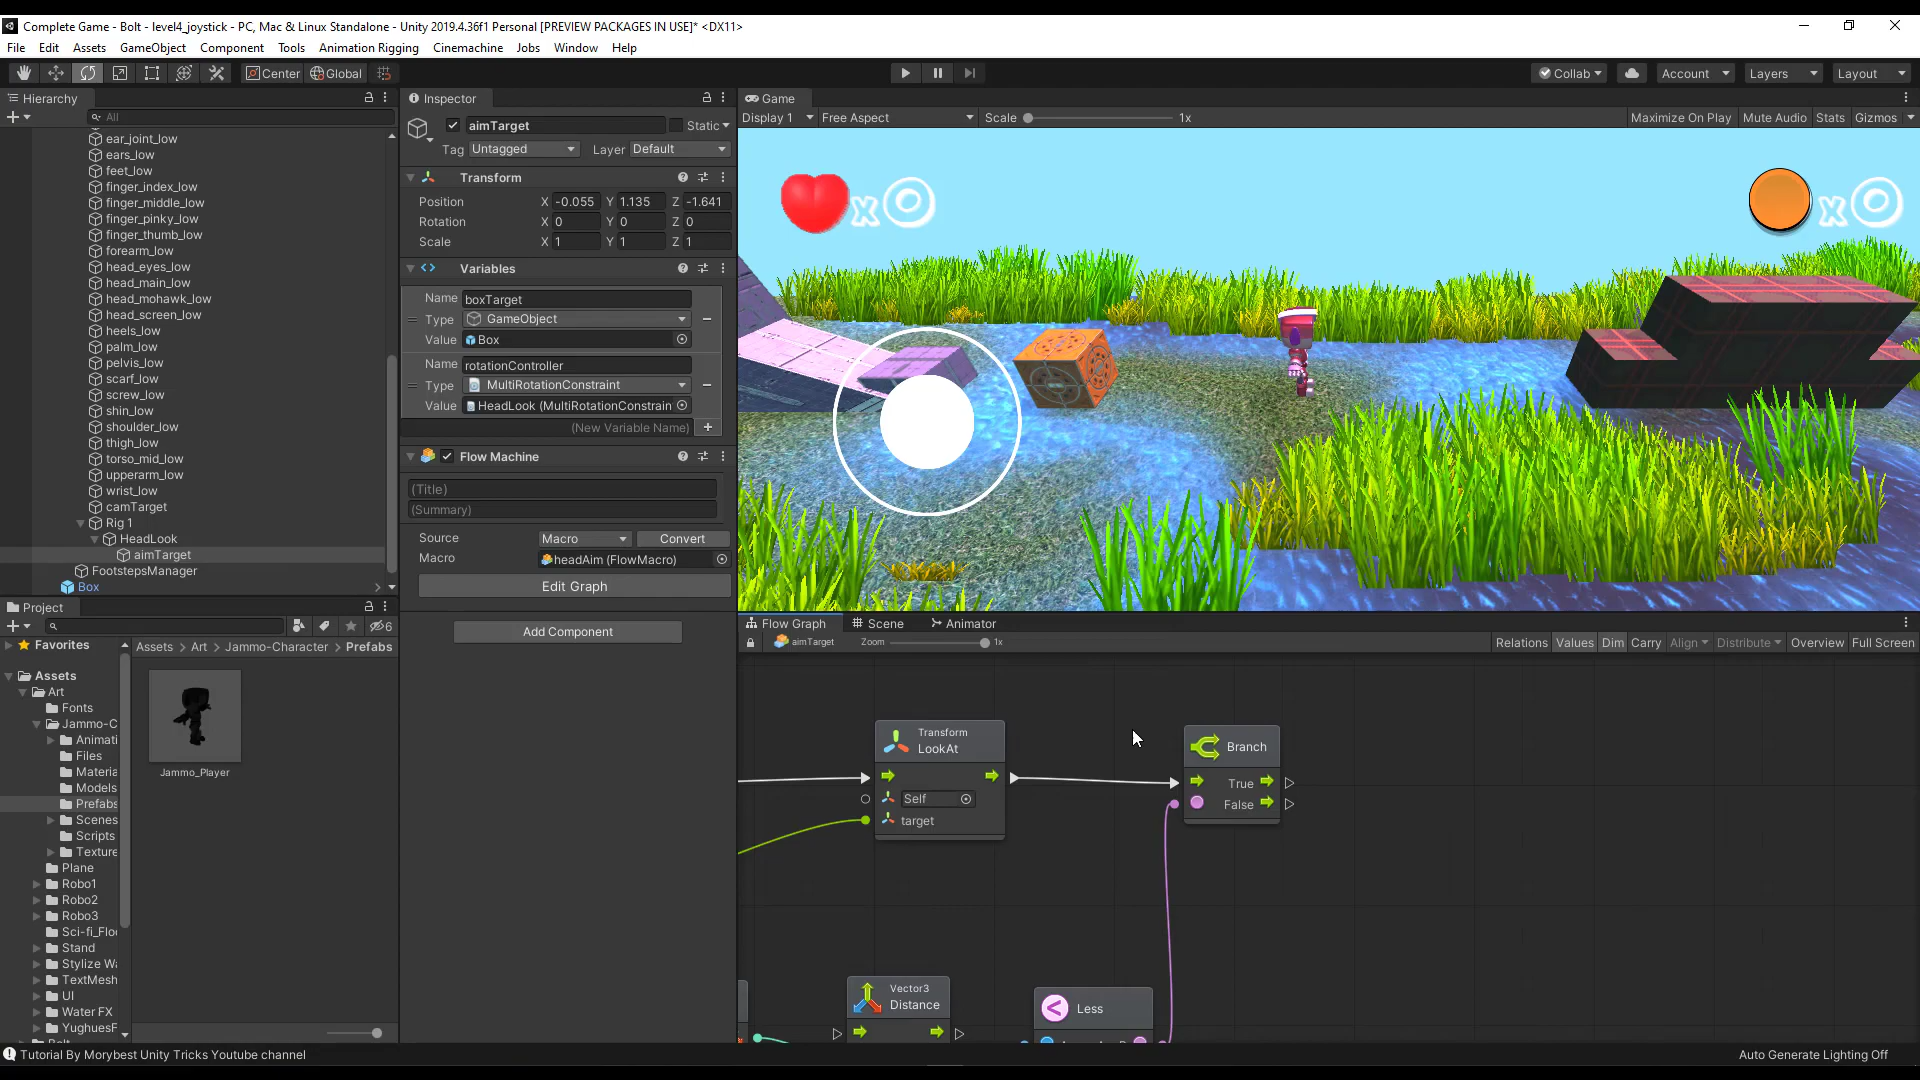 Complete Game - Bolt - level4_joystick - PC, Mac & Linux Standalone - Unity 2019.4.36f1 Personal [PREVIEW PACKAGES IN USE]* <DX11>
File Edit Assets GameObject Component Tools Animation Rigging Cinemachine Jobs Window Help
Center Global Collab Account Layers Layout
Hierarchy
All
ear_joint_low
ears_low
feet_low
finger_index_low
finger_middle_low
finger_pinky_low
finger_thumb_low
forearm_low
head_eyes_low
head_main_low
head_mohawk_low
head_screen_low
heels_low
palm_low
pelvis_low
scarf_low
screw_low
shin_low
shoulder_low
thigh_low
torso_mid_low
upperarm_low
wrist_low
camTarget
Rig 1
HeadLook
aimTarget
FootstepsManager
Box
Inspector
aimTarget Static
Tag Untagged Layer Default
Transform
Position X -0.055 Y 1.135 Z -1.641
Rotation X 0 Y 0 Z 0
Scale X 1 Y 1 Z 1
Variables
Name boxTarget
Type GameObject
Value Box
Name rotationController
Type MultiRotationConstraint
Value HeadLook (MultiRotationConstrain
(New Variable Name)
Flow Machine
(Title)
(Summary)
Source Macro Convert
Macro headAim (FlowMacro)
Edit Graph
Add Component
Game
Display 1 Free Aspect Scale 1x Maximize On Play Mute Audio Stats Gizmos
x0
x0
Flow Graph Scene Animator
aimTarget Zoom 1x Relations Values Dim Carry Align Distribute Overview Full Screen
Transform
LookAt
Self
target
Branch
True
False
Vector3
Distance
Less
Project
6
Favorites
Assets
Art
Fonts
Jammo-C
Animati
Files
Materia
Models
Prefabs
Scenes
Scripts
Texture
Plane
Robo1
Robo2
Robo3
Sci-fi_Flo
Stand
Stylize Wa
TextMesh
UI
Water FX
YughuesF
Assets > Art > Jammo-Character > Prefabs
Jammo_Player
Tutorial By Morybest Unity Tricks Youtube channel
Auto Generate Lighting Off